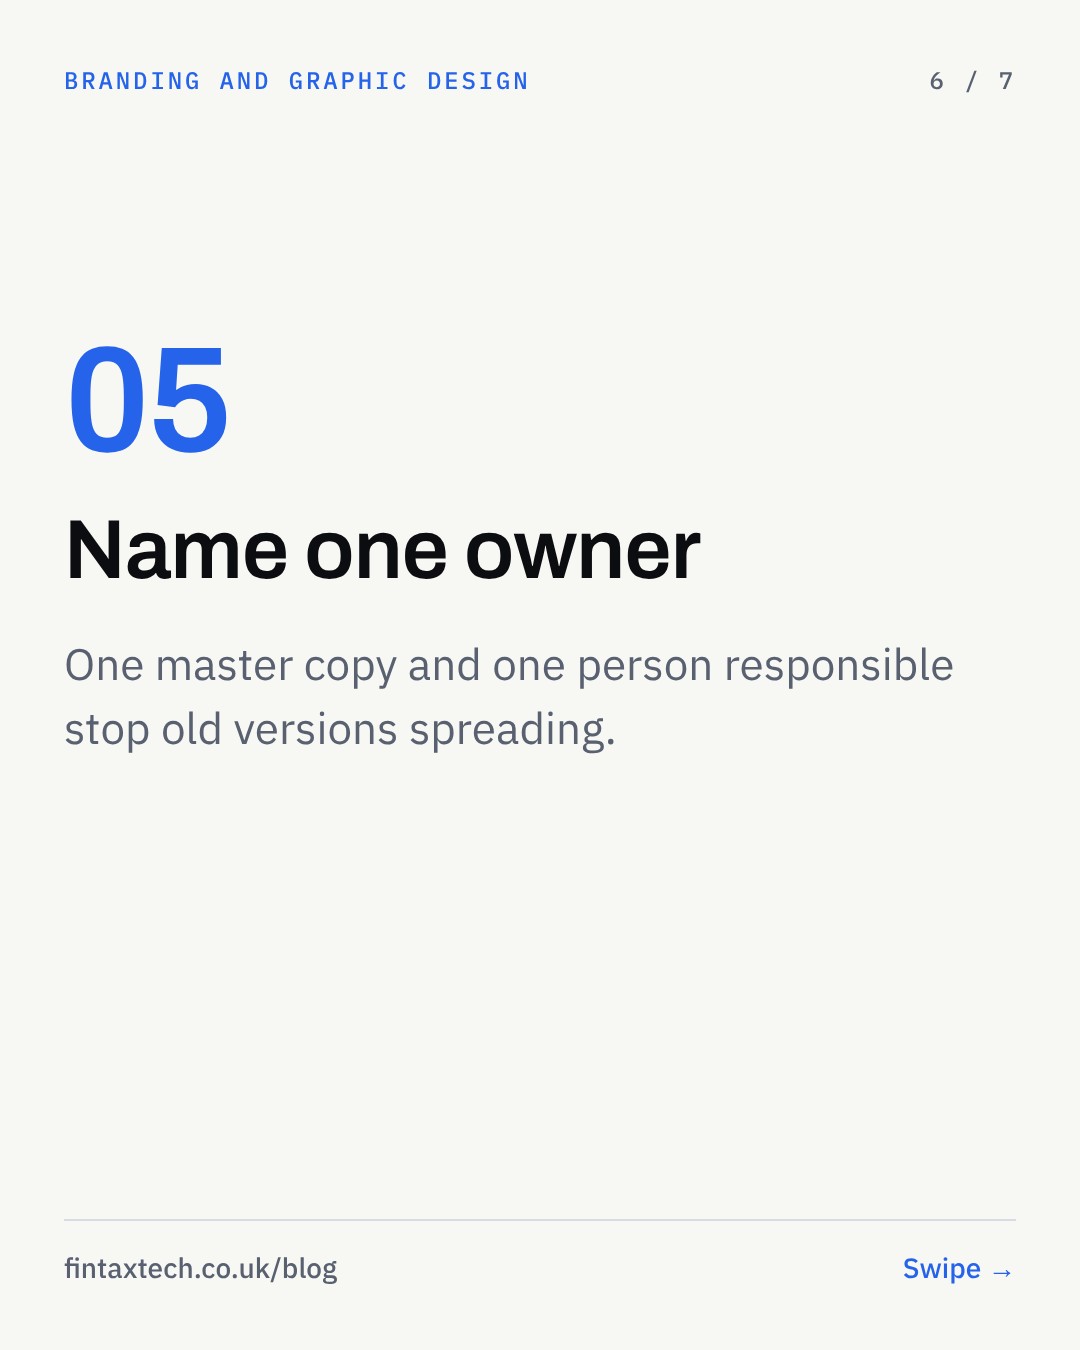 BRANDING AND GRAPHIC DESIGN
6 / 7
05
Name one owner
One master copy and one person responsible
stop old versions spreading.
fintaxtech.co.uk/blog
Swipe →